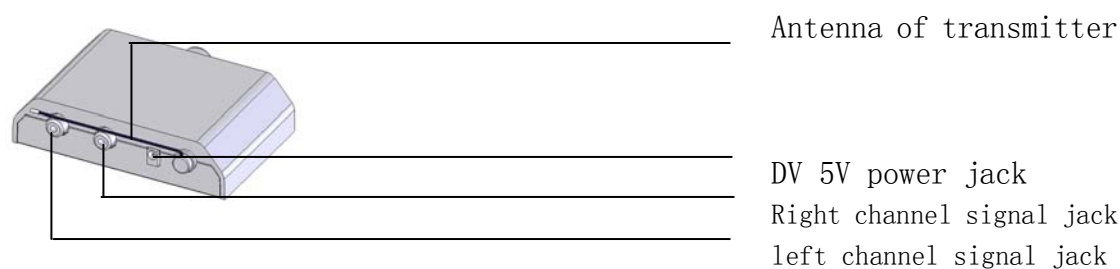 Antenna of transmitter
DV 5V power jack
Right channel signal jack
left channel signal jack